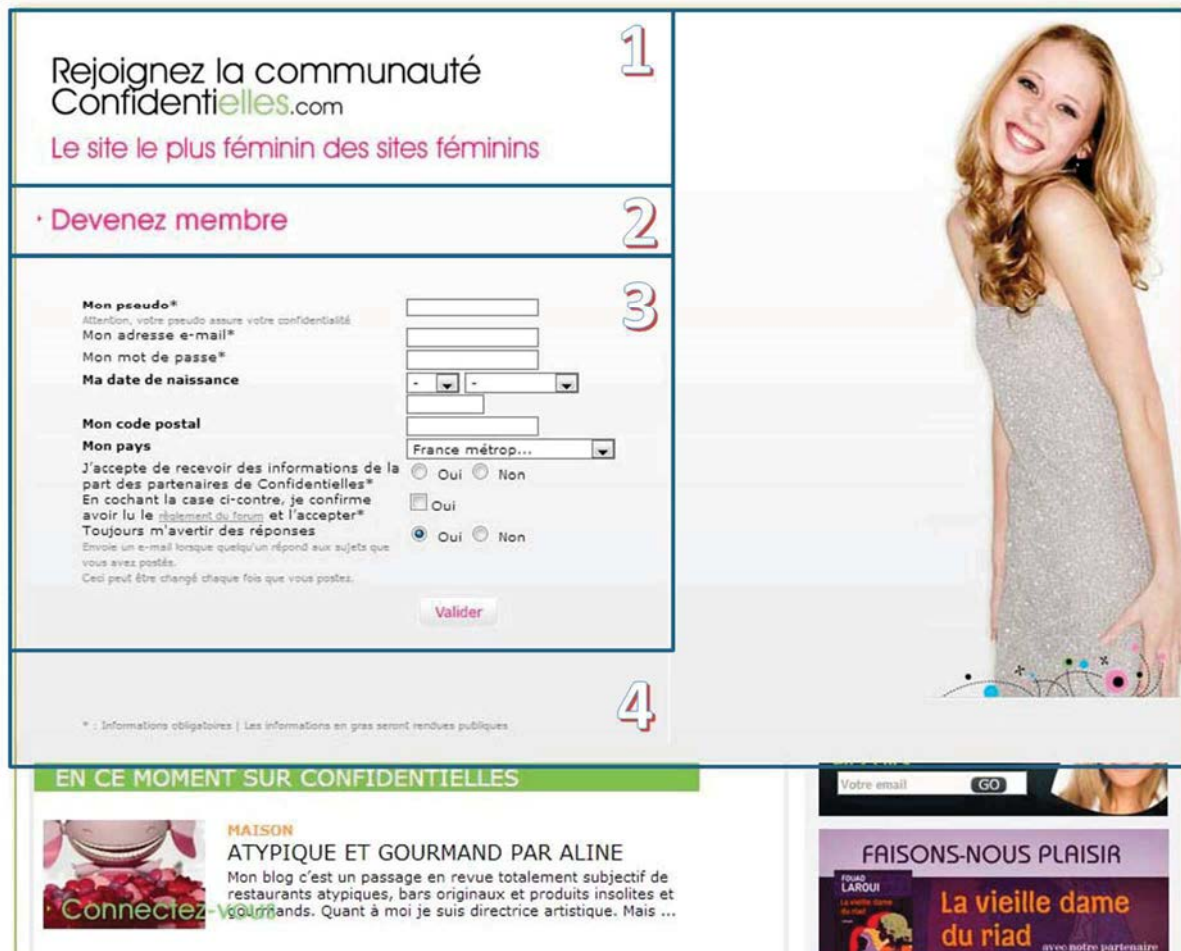 1
Rejoignez la communauté
Confidentielles.com
Le site le plus féminin des sites féminins
Devenez membre
2
3
Mon pseudo*
Attention, votre pseudo assure votre confidentialité
Mon adresse e-mail*
Mon mot de passe*
Ma date de naissance
- -
Mon code postal
Mon pays
France métrop...
J'accepte de recevoir des informations de la
part des partenaires de Confidentielles*
Oui Non
En cochant la case ci-contre, je confirme
avoir lu le règlement du forum et l'accepter*
Oui
Toujours m'avertir des réponses
Oui Non
Envoie un e-mail lorsque quelqu'un répond aux sujets que
vous avez postés.
Ceci peut être changé chaque fois que vous postez.
Valider
4
* : Informations obligatoires | Les informations en gras seront rendues publiques
EN CE MOMENT SUR CONFIDENTIELLES
MAISON
ATYPIQUE ET GOURMAND PAR ALINE
Mon blog c'est un passage en revue totalement subjectif de
restaurants atypiques, bars originaux et produits insolites et
gourmands. Quant à moi je suis directrice artistique. Mais ...
Connectez-vous
Votre email GO
FAISONS-NOUS PLAISIR
FOUAD
LAROUI
La vieille dame
du riad
La vieille dame
du riad
avec notre partenaire